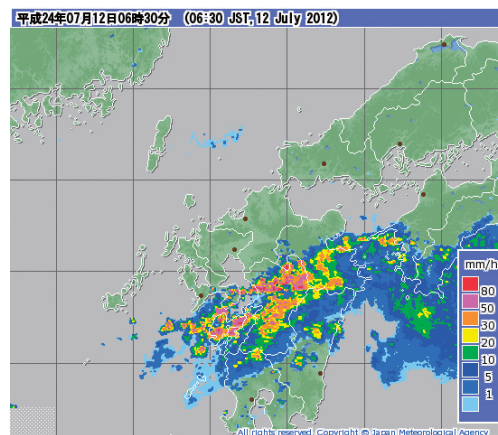 平成24年07月12日06時30分 (06:30 JST,12 July 2012)
mm/h
80
50
30
20
10
5
1
All rights reserved. Copyright © Japan Meteorological Agency